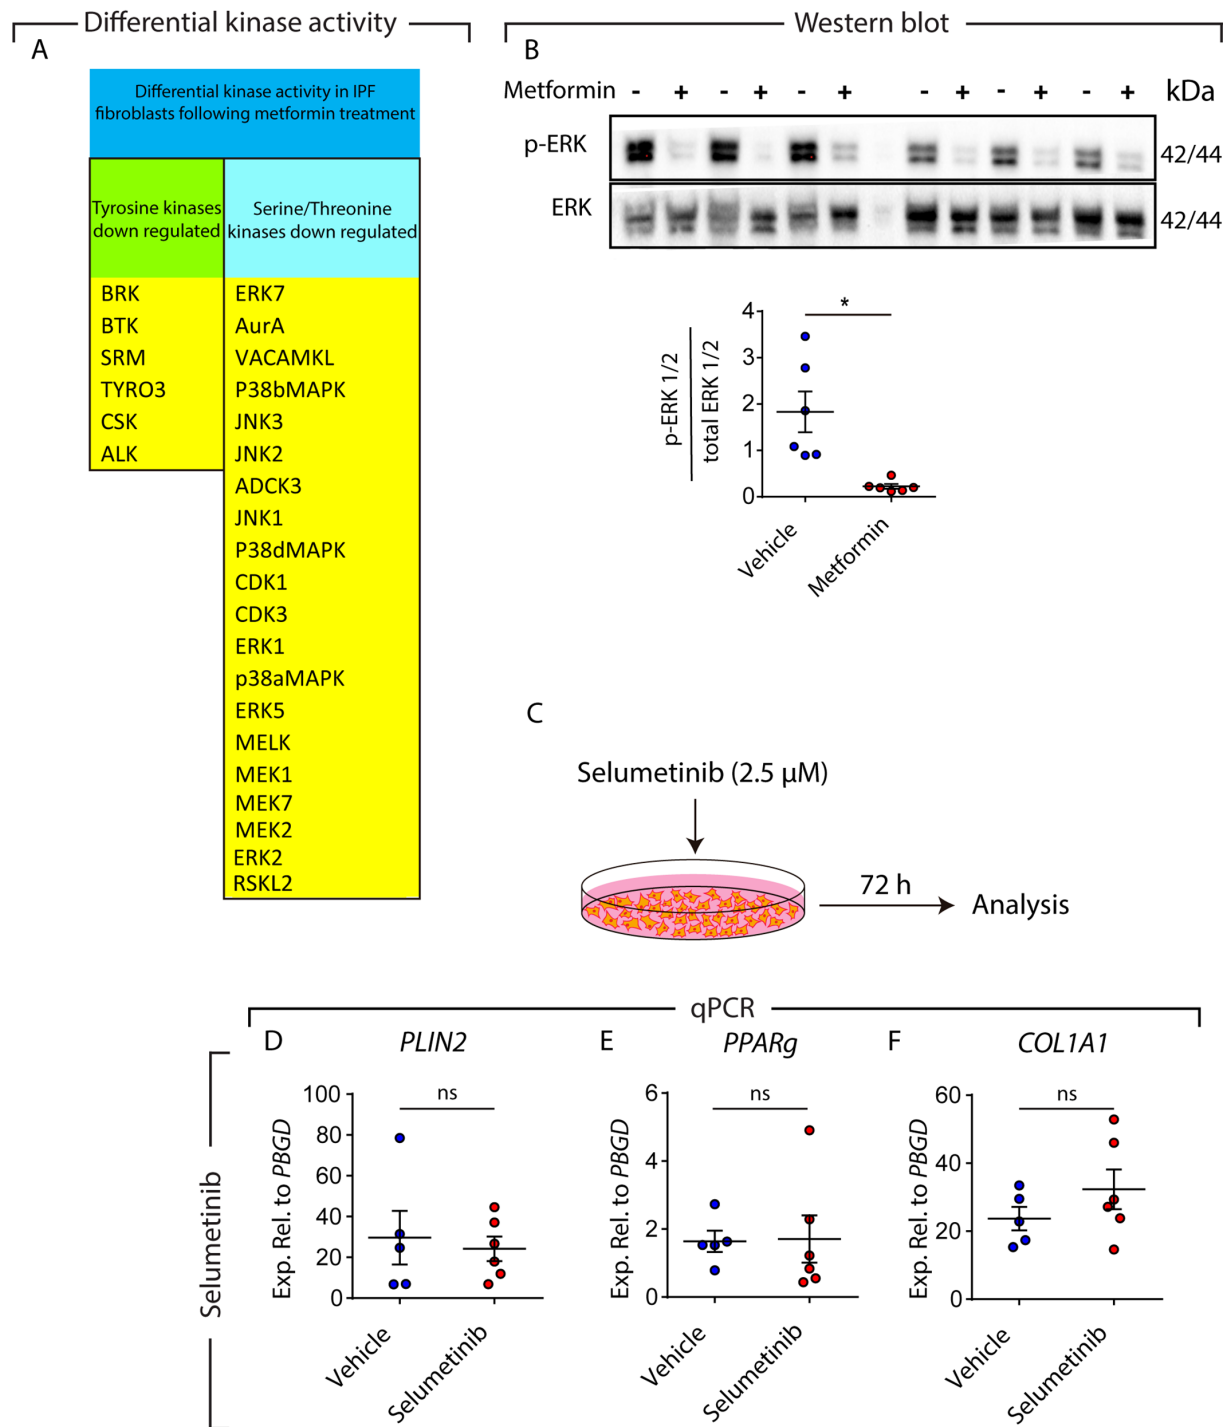 Differential kinase activity
A
Differential kinase activity in IPF
fibroblasts following metformin treatment
Tyrosine kinases
down regulated
Serine/Threonine
kinases down regulated
BRK
BTK
SRM
TYRO3
CSK
ALK
ERK7
AurA
VACAMKL
P38bMAPK
JNK3
JNK2
ADCK3
JNK1
P38dMAPK
CDK1
CDK3
ERK1
p38aMAPK
ERK5
MELK
MEK1
MEK7
MEK2
ERK2
RSKL2
Western blot
B
Metformin - + - + - + - + - + - + kDa
p-ERK 42/44
ERK 42/44
p-ERK 1/2
total ERK 1/2
4
3
2
1
0
*
Vehicle
Metformin
C
Selumetinib (2.5 μM)
72 h
Analysis
qPCR
Selumetinib
D
PLIN2
Exp. Rel. to PBGD
100
80
60
40
20
0
ns
Vehicle
Selumetinib
E
PPARg
Exp. Rel. to PBGD
6
4
2
0
ns
Vehicle
Selumetinib
F
COL1A1
Exp. Rel. to PBGD
60
40
20
0
ns
Vehicle
Selumetinib